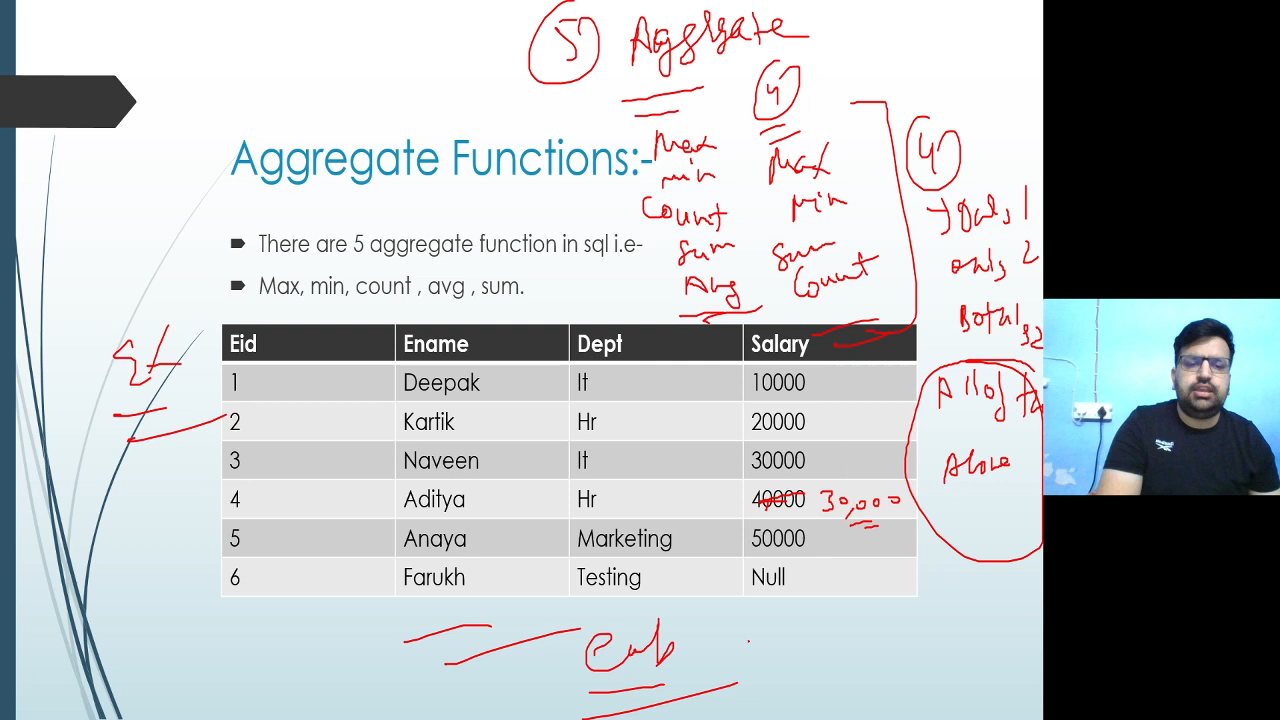 5 Aggregate
4
Max
min
Count
Sum
Avg
Max
min
Sum
Count
4
only 2
Aggregate Functions:-
There are 5 aggregate function in sql i.e-
Max, min, count , avg , sum.
Eid Ename Dept Salary
1 Deepak It 10000
2 Kartik Hr 20000
3 Naveen It 30000
4 Aditya Hr 40000 30,000
5 Anaya Marketing 50000
6 Farukh Testing Null
Above